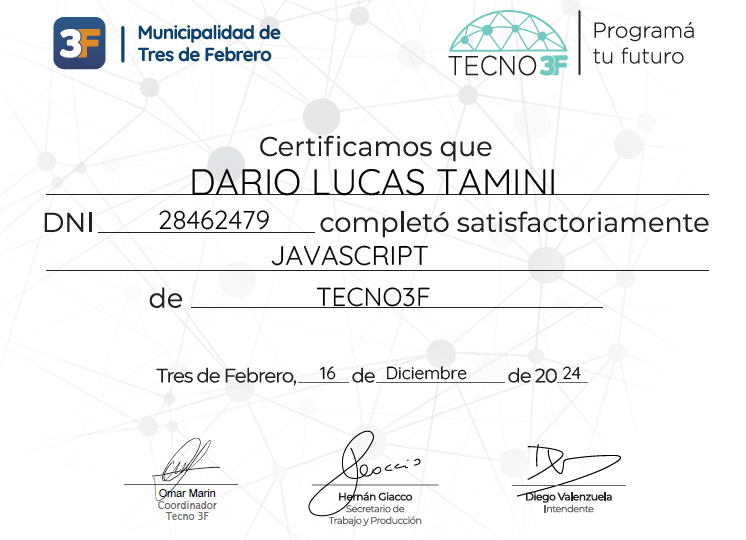 3F
Municipalidad de
Tres de Febrero
TECNO3F
Programá
tu futuro
Certificamos que
DARIO LUCAS TAMINI
DNI 28462479 completó satisfactoriamente
JAVASCRIPT
de TECNO3F
Tres de Febrero, 16 de Diciembre de 20 24
Omar Marin
Coordinador
Tecno 3F
Hernán Giacco
Secretario de
Trabajo y Producción
Diego Valenzuela
Intendente